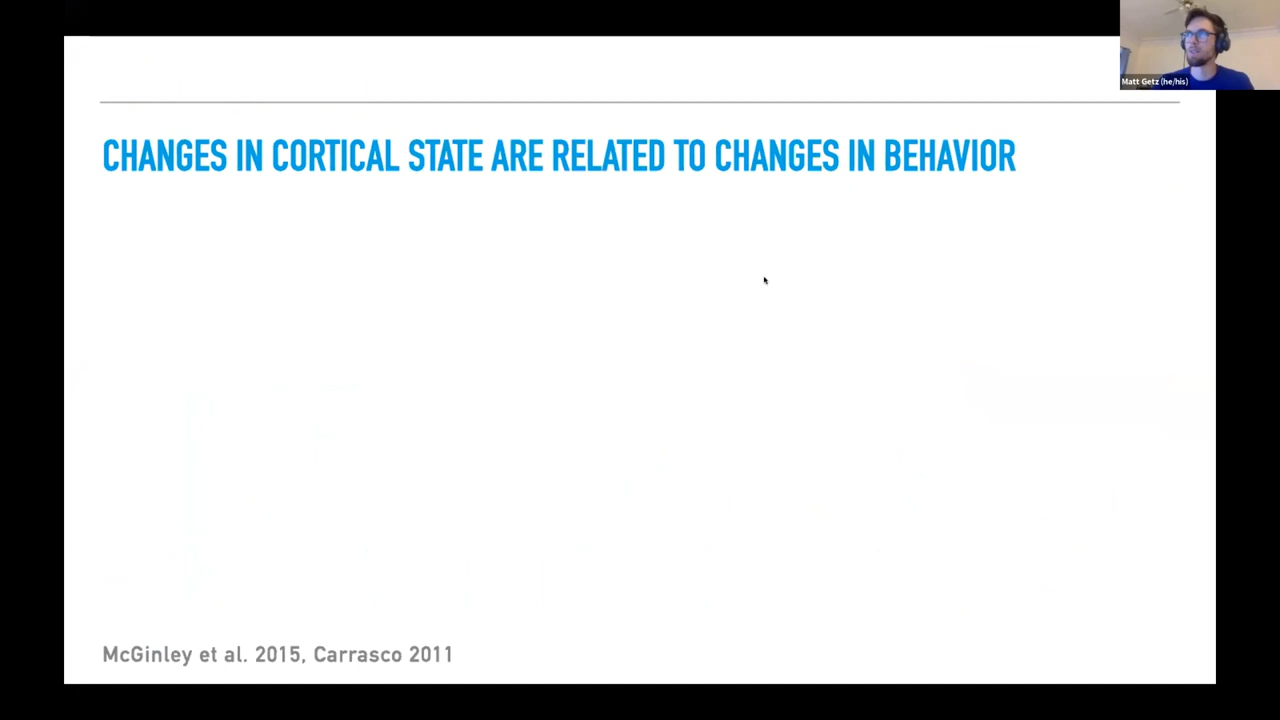 Matt Getz (he/his)
CHANGES IN CORTICAL STATE ARE RELATED TO CHANGES IN BEHAVIOR
McGinley et al. 2015, Carrasco 2011